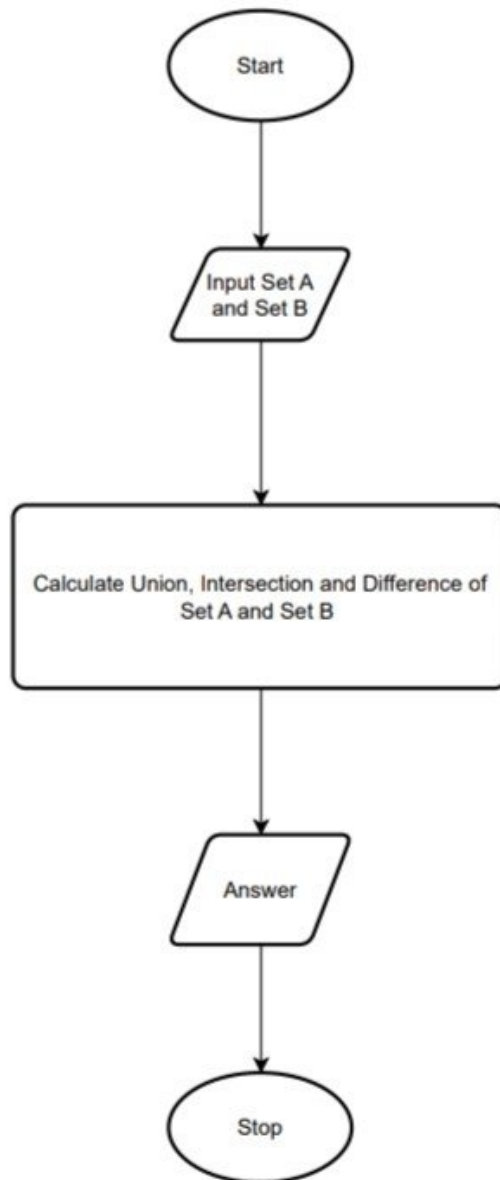 Start
Input Set A
and Set B
Calculate Union, Intersection and Difference of
Set A and Set B
Answer
Stop